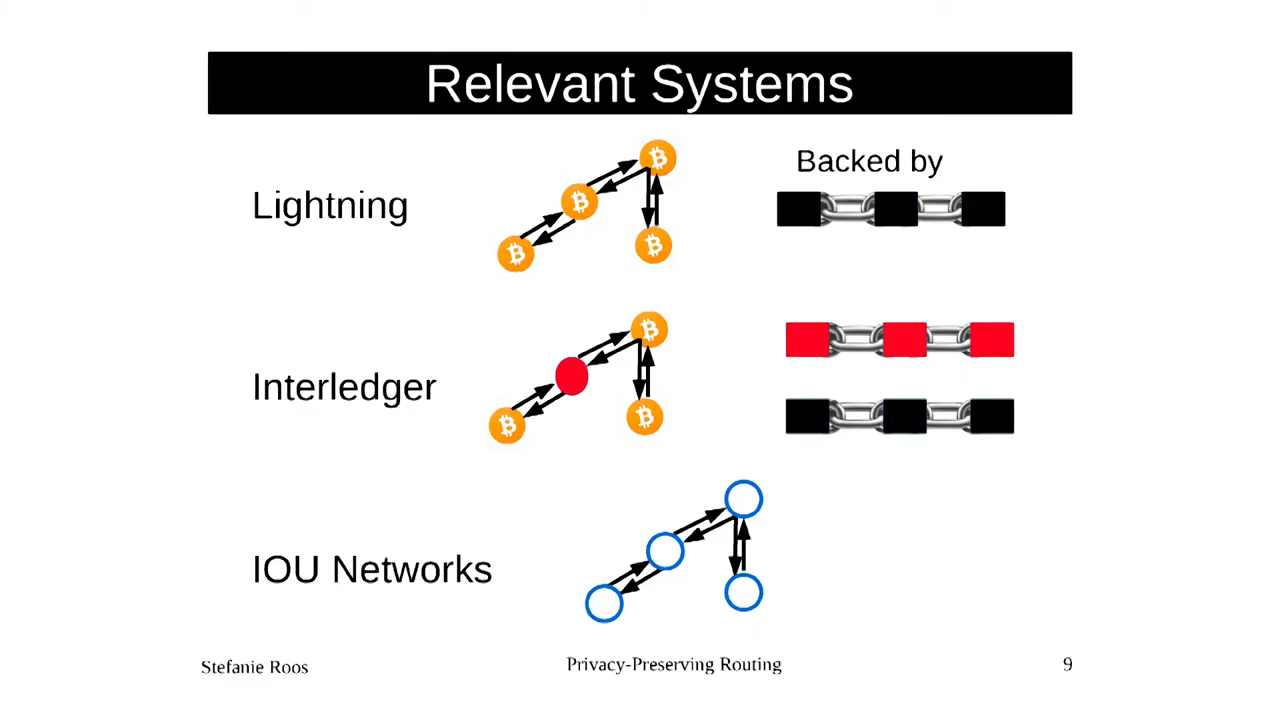 Relevant Systems
Backed by
Lightning
Interledger
IOU Networks
Stefanie Roos
Privacy-Preserving Routing
9